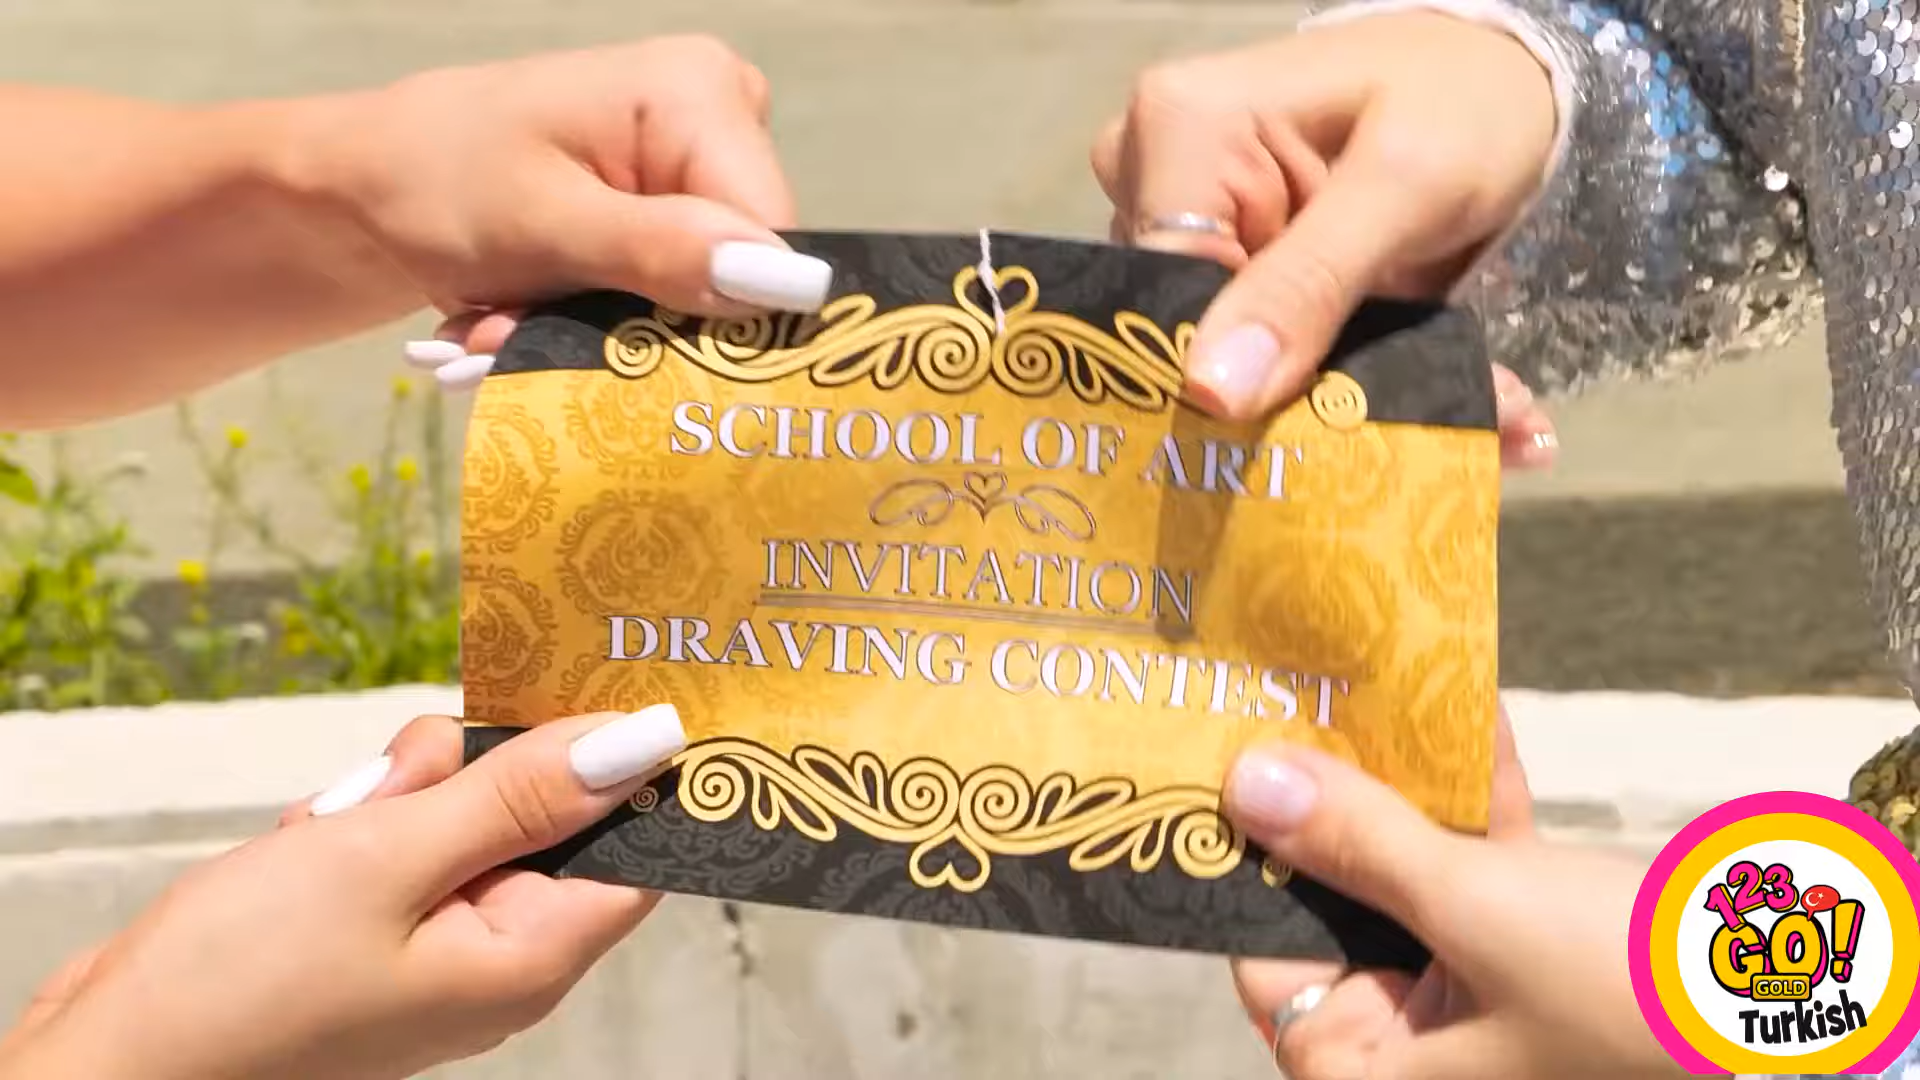 SCHOOL OF ART
INVITATION
DRAVING CONTEST
123
GO!
GOLD
Turkish